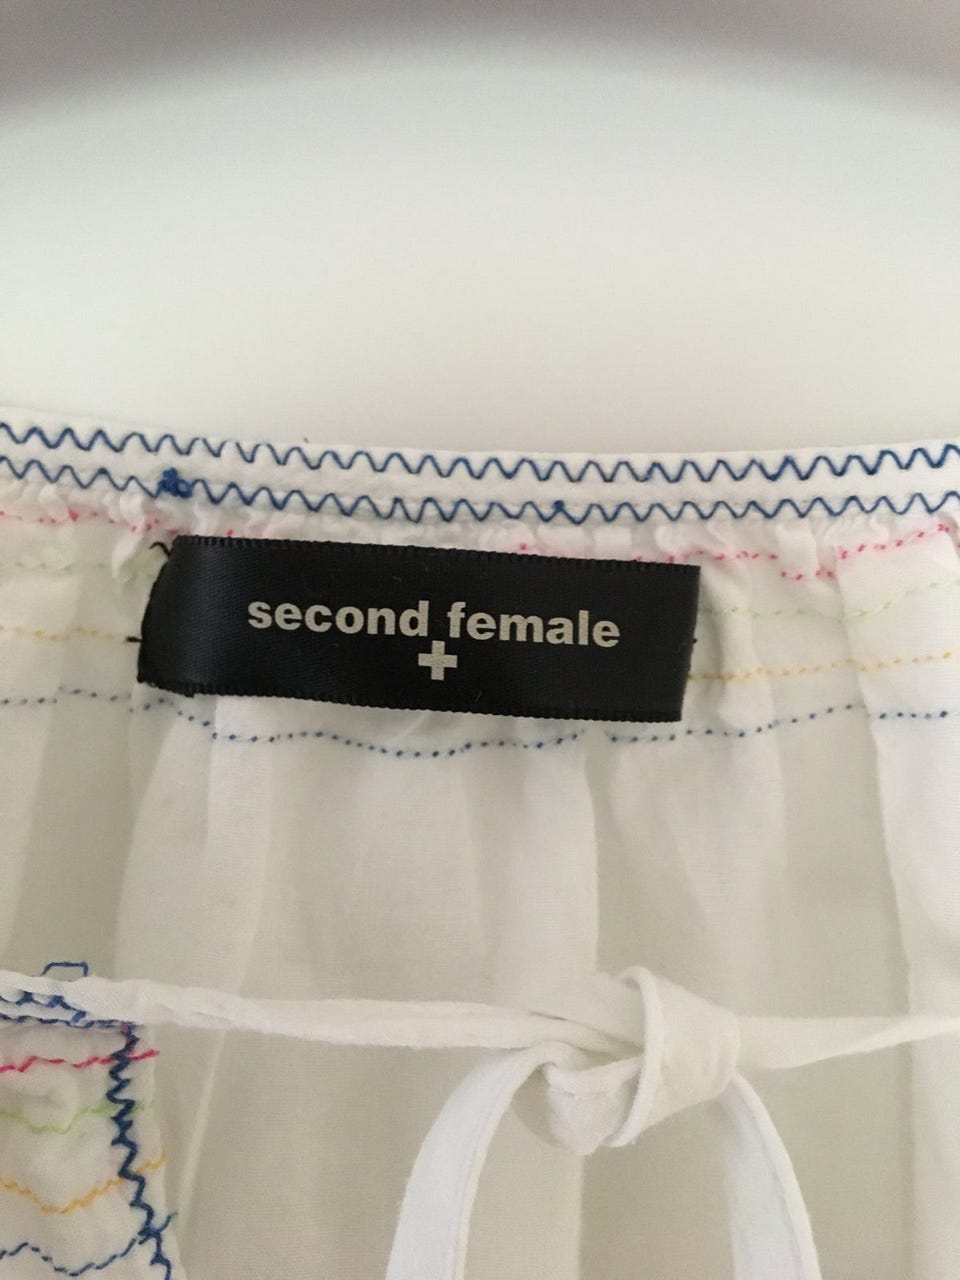 second female
+